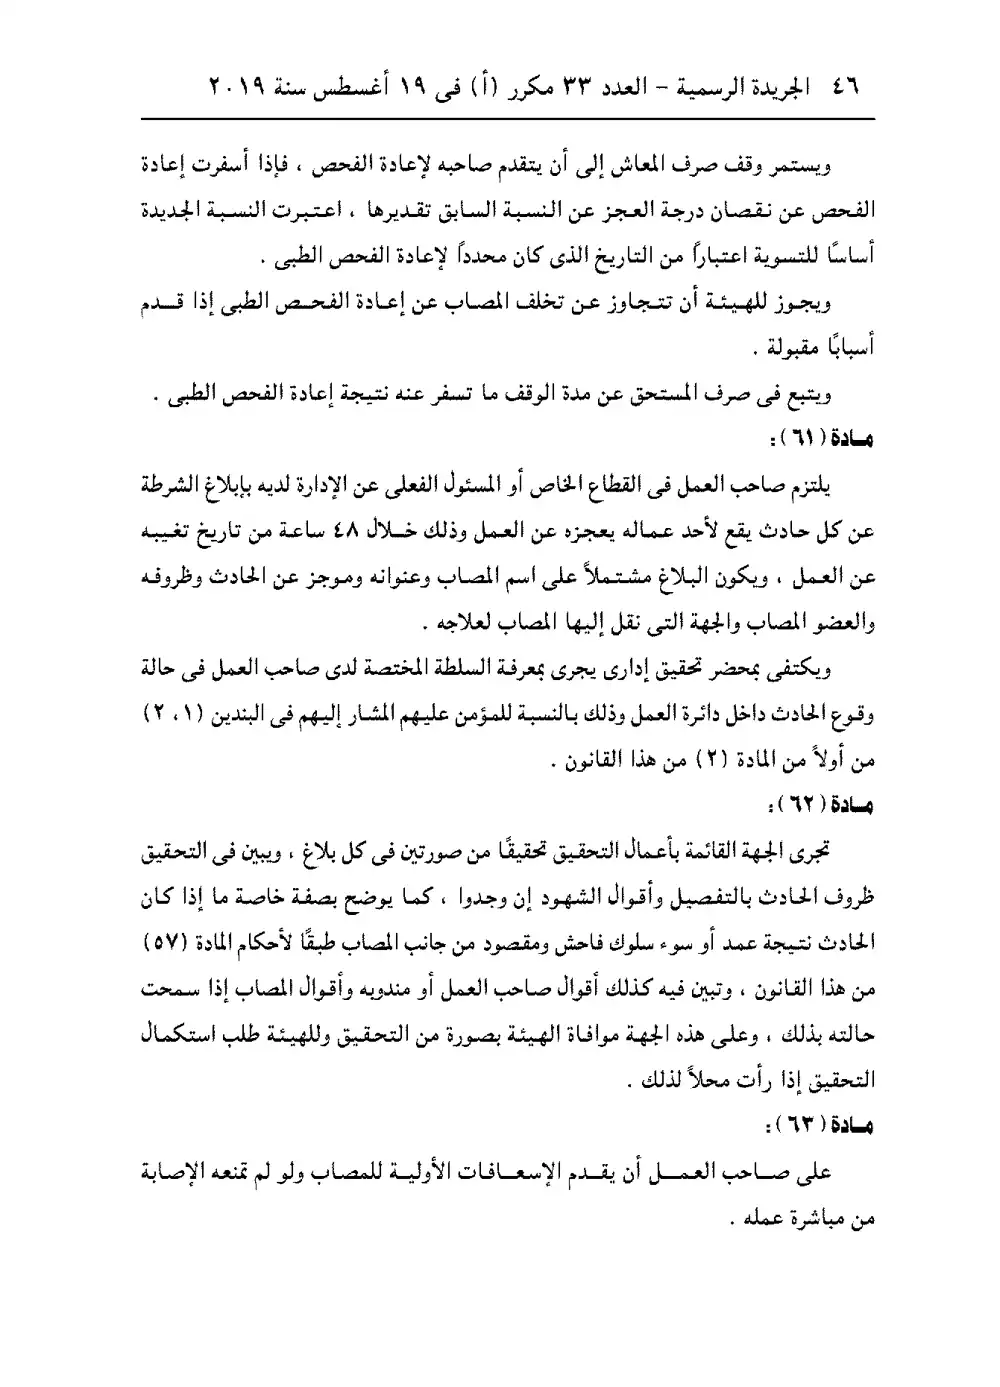 ٤٦ الجريدة الرسمية - العدد ٣٣ مكرر (أ) فى ١٩ أغسطس سنة ٢٠١٩
ويستمر وقف صرف المعاش إلى أن يتقدم صاحبه لإعادة الفحص ، فإذا أسفرت إعادة
الفحص عن نقصان درجة العجز عن النسبة السابق تقديرها ، اعتبرت النسبة الجديدة
أساسًا للتسوية اعتباراً من التاريخ الذى كان محدداً لإعادة الفحص الطبى .
ويجوز للهيئة أن تتجاوز عن تخلف المصاب عن إعادة الفحص الطبى إذا قدم
أسبابًا مقبولة .
ويتبع فى صرف المستحق عن مدة الوقف ما تسفر عنه نتيجة إعادة الفحص الطبى .
مادة (٦١):
يلتزم صاحب العمل فى القطاع الخاص أو المسئول الفعلى عن الإدارة لديه بإبلاغ الشرطة
عن كل حادث يقع لأحد عماله يعجزه عن العمل وذلك خلال ٤٨ ساعة من تاريخ تغيبه
عن العمل ، ويكون البلاغ مشتملاً على اسم المصاب وعنوانه وموجز عن الحادث وظروفه
والعضو المصاب والجهة التى نقل إليها المصاب لعلاجه .
ويكتفى بمحضر تحقيق إدارى يجرى بمعرفة السلطة المختصة لدى صاحب العمل فى حالة
وقوع الحادث داخل دائرة العمل وذلك بالنسبة للمؤمن عليهم المشار إليهم فى البندين (١، ٢)
من أولاً من المادة (٢) من هذا القانون .
مادة (٦٢):
تجرى الجهة القائمة بأعمال التحقيق تحقيقًا من صورتين فى كل بلاغ ، ويبين فى التحقيق
ظروف الحادث بالتفصيل وأقوال الشهود إن وجدوا ، كما يوضح بصفة خاصة ما إذا كان
الحادث نتيجة عمد أو سوء سلوك فاحش ومقصود من جانب المصاب طبقًا لأحكام المادة (٥٧)
من هذا القانون ، وتبين فيه كذلك أقوال صاحب العمل أو مندوبه وأقوال المصاب إذا سمحت
حالته بذلك ، وعلى هذه الجهة موافاة الهيئة بصورة من التحقيق وللهيئة طلب استكمال
التحقيق إذا رأت محلاً لذلك .
مادة (٦٣):
على صاحب العمل أن يقدم الإسعافات الأولية للمصاب ولو لم تمنعه الإصابة
من مباشرة عمله .